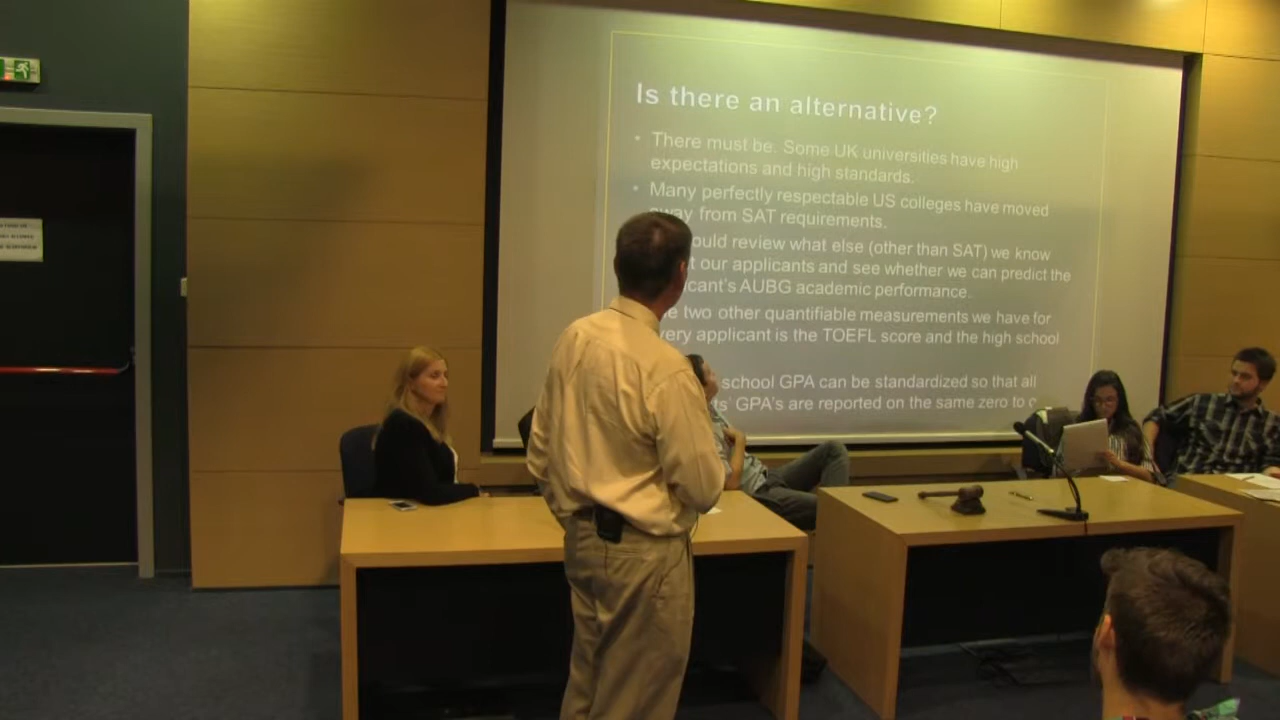 Is there an alternative?
• There must be. Some UK universities have high
expectations and high standards.
• Many perfectly respectable US colleges have moved
away from SAT requirements.
ould review what else (other than SAT) we know
t our applicants and see whether we can predict the
icant's AUBG academic performance.
e two other quantifiable measurements we have for
very applicant is the TOEFL score and the high school
school GPA can be standardized so that all
ts' GPA's are reported on the same zero to